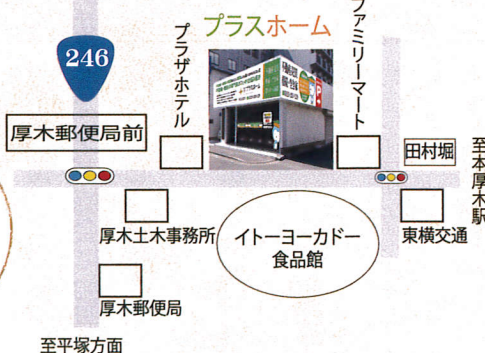 プラスホーム
ファミリーマート
プラザホテル
246
厚木郵便局前
田村堀
至本厚木駅
厚木土木事務所
イトーヨーカドー
食品館
東横交通
厚木郵便局
至平塚方面